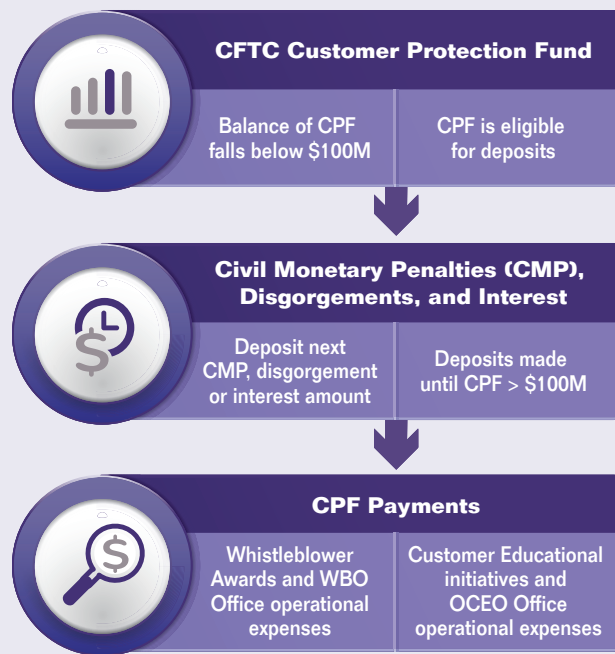 CFTC Customer Protection Fund
Balance of CPF
falls below $100M
CPF is eligible
for deposits
Civil Monetary Penalties (CMP),
Disgorgements, and Interest
$
Deposit next
CMP, disgorgement
or interest amount
Deposits made
until CPF > $100M
CPF Payments
$
Whistleblower
Awards and WBO
Office operational
expenses
Customer Educational
initiatives and
OCEO Office
operational expenses